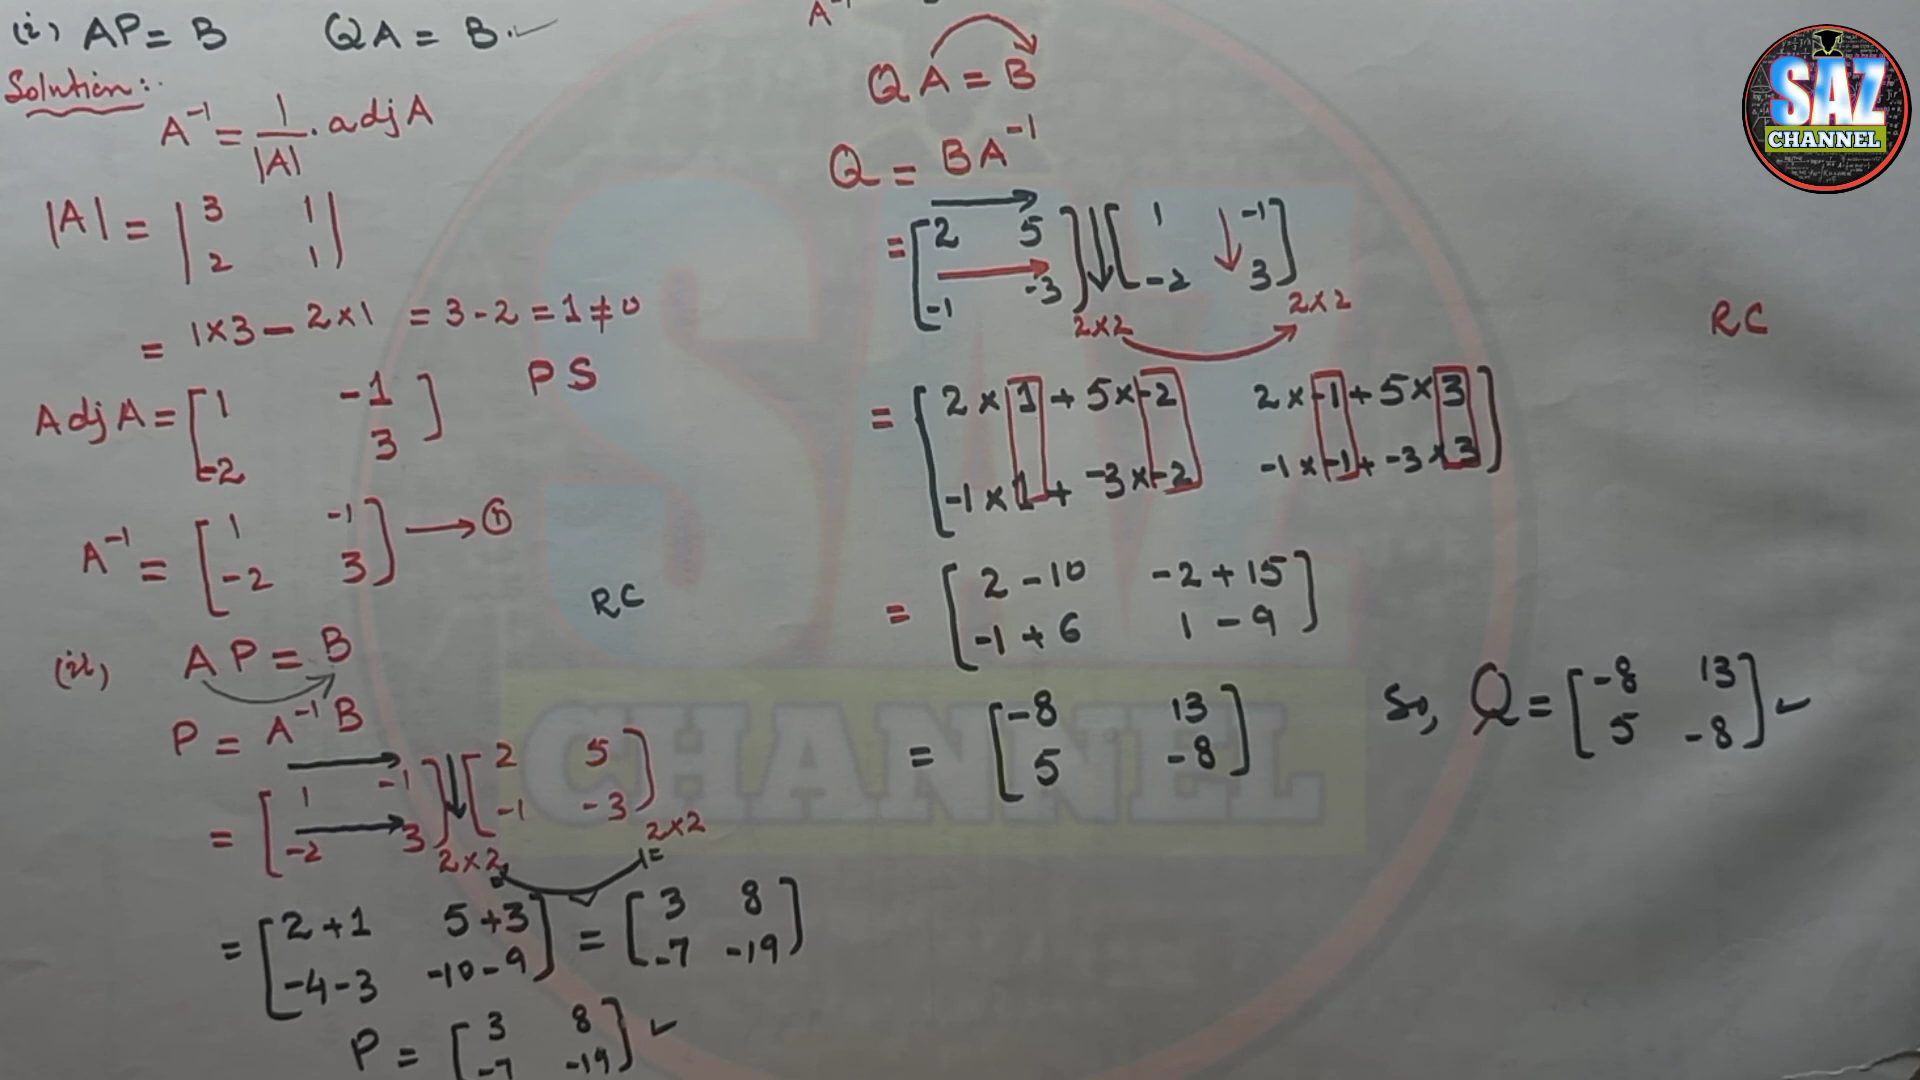 (i) AP = B QA = B.
Solution:
A⁻¹ = 1/|A| . adj A
|A| = | 3 1 |
| 2 1 |
= 1×3 – 2×1 = 3 - 2 = 1 ≠ 0
P S
Adj A = [ 1 -1 ]
[ -2 3 ]
A⁻¹ = [ 1 -1 ] → ①
[ -2 3 ]
RC
(ii) AP = B
P = A⁻¹B
= [ 1 -1 ] [ 2 5 ]
[ -2 3 ] 2×2 [ -1 -3 ] 2×2
= [ 2+1 5+3 ] = [ 3 8 ]
[ -4-3 -10-9 ] [ -7 -19 ]
P = [ 3 8 ]
[ -7 -19 ]
A⁻¹
QA = B
Q = BA⁻¹
= [ 2 5 ] [ 1 -1 ]
[ -1 -3 ] 2×2 [ -2 3 ] 2×2
RC
= [ 2×1 + 5×-2 2×-1 + 5×3 ]
[ -1×1 + -3×-2 -1×-1 + -3×3 ]
= [ 2-10 -2+15 ]
[ -1+6 1-9 ]
= [ -8 13 ]
[ 5 -8 ]
So, Q = [ -8 13 ]
[ 5 -8 ]
SAZ
CHANNEL
SAZ
CHANNEL